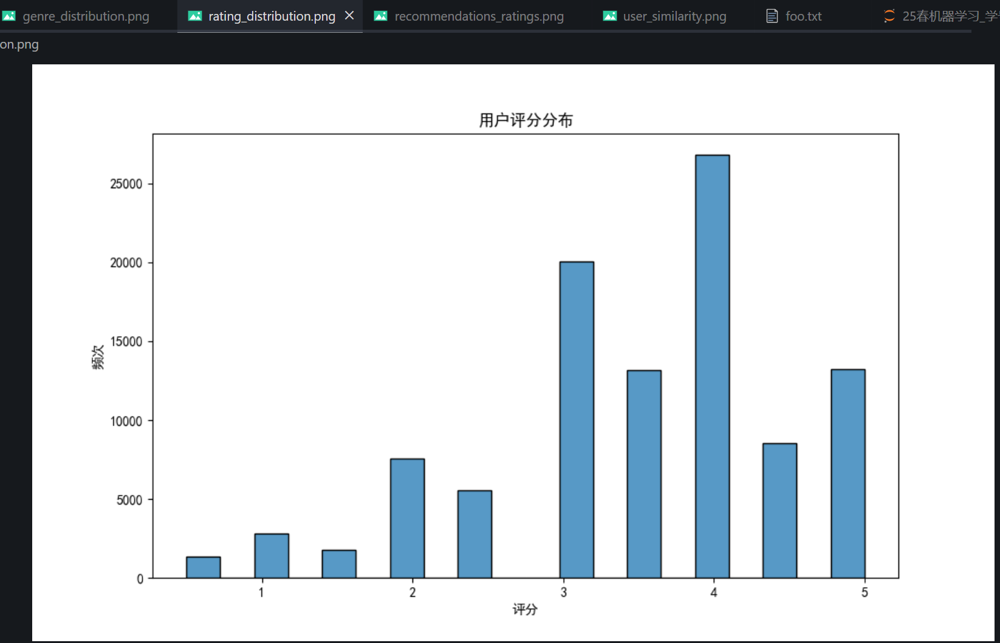 genre_distribution.png
rating_distribution.png
recommendations_ratings.png
user_similarity.png
foo.txt
25春机器学习_学
on.png
用户评分分布
25000
20000
15000
10000
5000
0
频次
1 2 3 4 5
评分